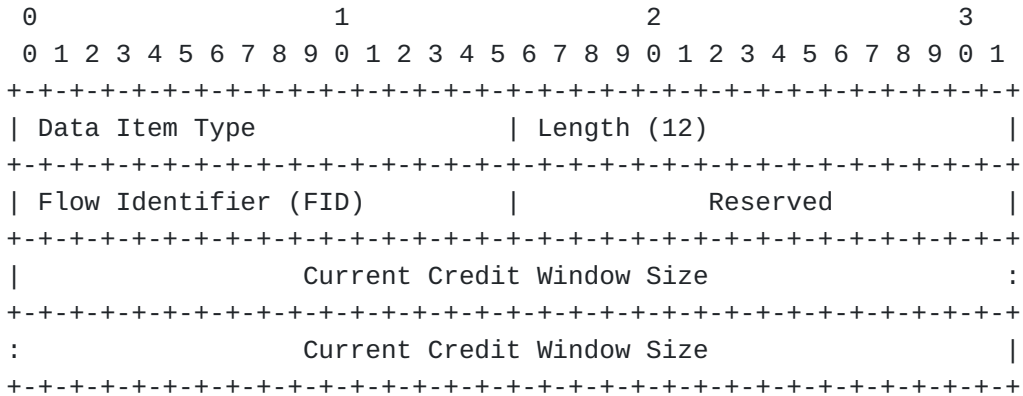 0                   1                   2                   3
 0 1 2 3 4 5 6 7 8 9 0 1 2 3 4 5 6 7 8 9 0 1 2 3 4 5 6 7 8 9 0 1
+-+-+-+-+-+-+-+-+-+-+-+-+-+-+-+-+-+-+-+-+-+-+-+-+-+-+-+-+-+-+-+-+
| Data Item Type                | Length (12)                   |
+-+-+-+-+-+-+-+-+-+-+-+-+-+-+-+-+-+-+-+-+-+-+-+-+-+-+-+-+-+-+-+-+
| Flow Identifier (FID)         |            Reserved           |
+-+-+-+-+-+-+-+-+-+-+-+-+-+-+-+-+-+-+-+-+-+-+-+-+-+-+-+-+-+-+-+-+
|                  Current Credit Window Size                   :
+-+-+-+-+-+-+-+-+-+-+-+-+-+-+-+-+-+-+-+-+-+-+-+-+-+-+-+-+-+-+-+-+
:                  Current Credit Window Size                   |
+-+-+-+-+-+-+-+-+-+-+-+-+-+-+-+-+-+-+-+-+-+-+-+-+-+-+-+-+-+-+-+-+